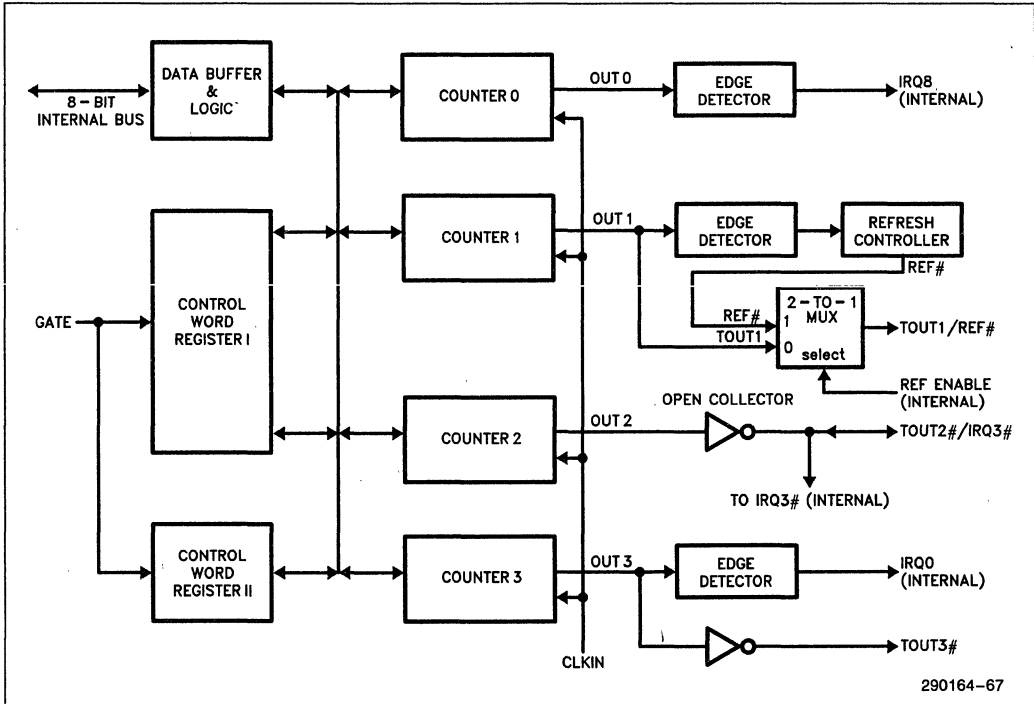 DATA BUFFER
&
LOGIC
8-BIT
INTERNAL BUS
COUNTER 0
OUT 0
EDGE
DETECTOR
IRQ8
(INTERNAL)
CONTROL
WORD
REGISTER I
GATE
COUNTER 1
OUT 1
EDGE
DETECTOR
REFRESH
CONTROLLER
REF#
2-TO-1
MUX
REF#
1
TOUT1
0
select
TOUT1/REF#
REF ENABLE
(INTERNAL)
COUNTER 2
OUT 2
OPEN COLLECTOR
TOUT2#/IRQ3#
TO IRQ3# (INTERNAL)
CONTROL
WORD
REGISTER II
COUNTER 3
OUT 3
EDGE
DETECTOR
IRQ0
(INTERNAL)
TOUT3#
CLKIN
290164-67